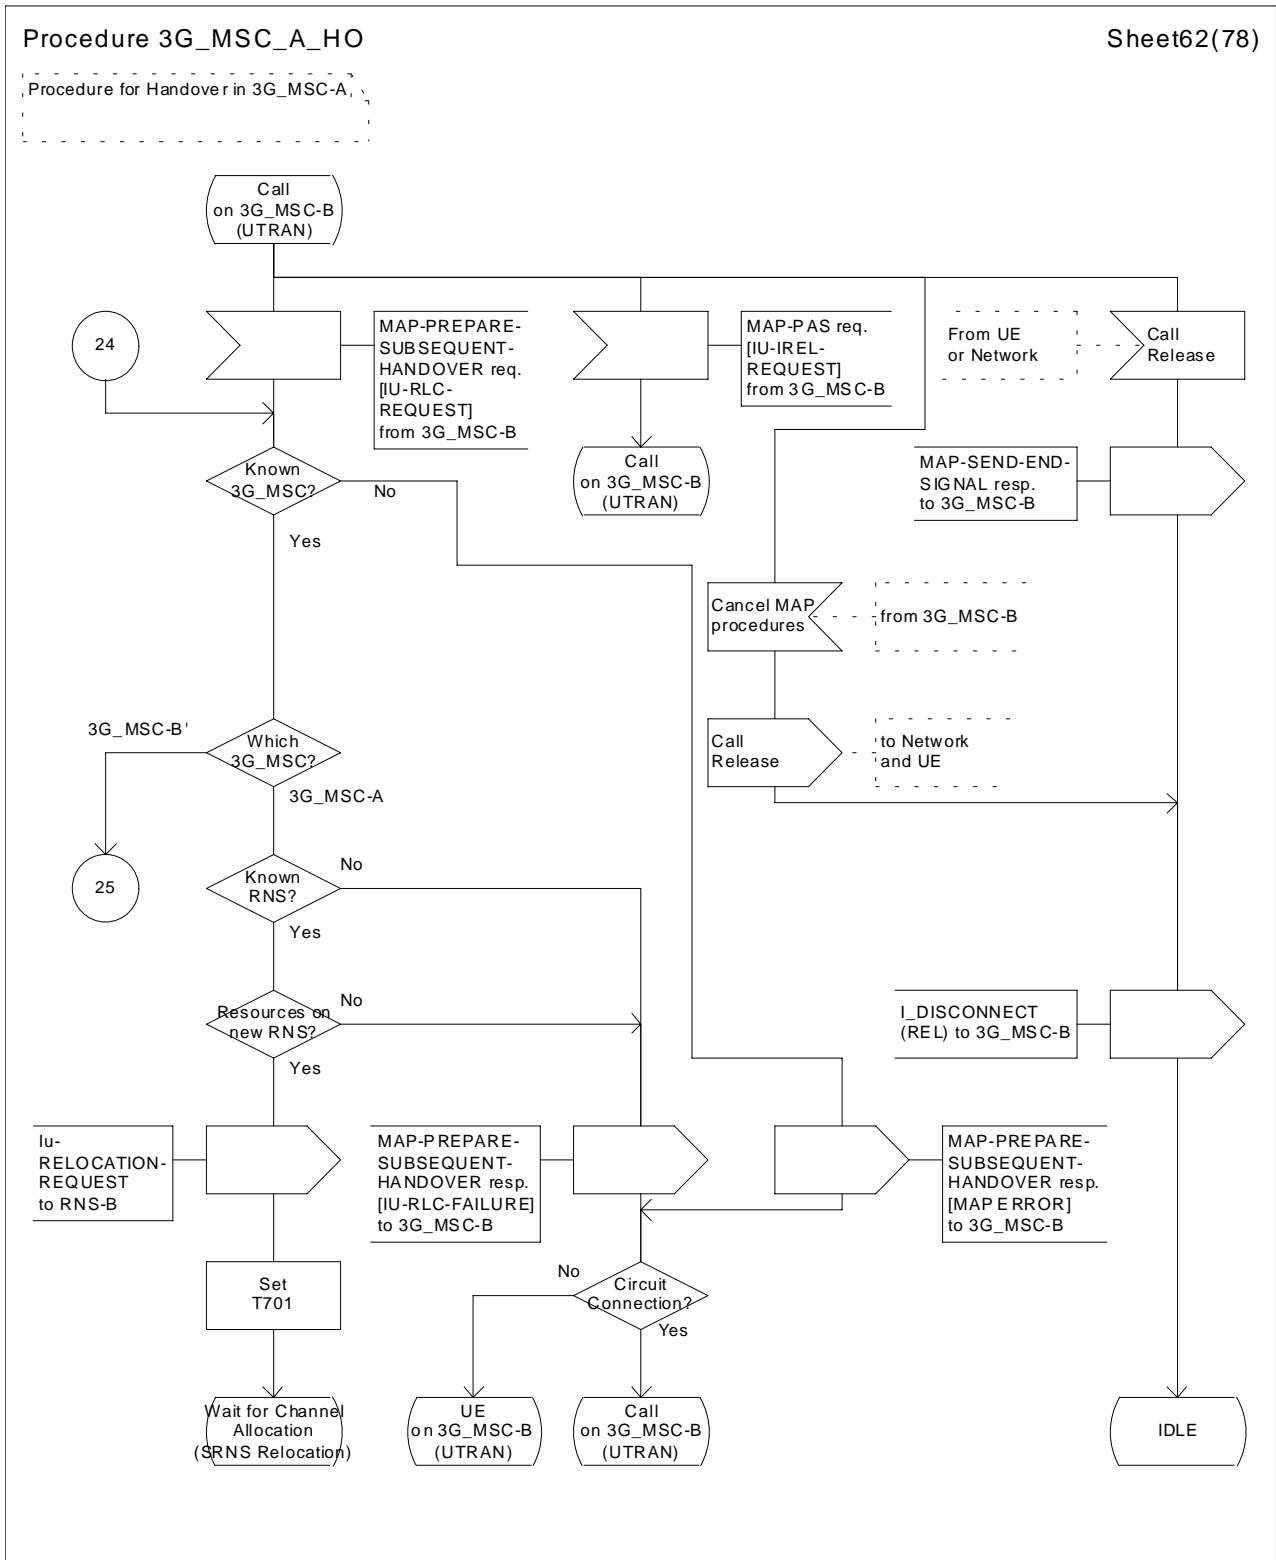 Procedure 3G_MSC_A_HO
Sheet62(78)
Procedure for Handover in 3G_MSC-A
Call
on 3G_MSC-B
(UTRAN)
24
MAP-PREPARE-
SUBSEQUENT-
HANDOVER req.
[IU-RLC-
REQUEST]
from 3G_MSC-B
MAP-PAS req.
[IU-IREL-
REQUEST]
from 3G_MSC-B
From UE
or Network
Call
Release
Known
3G_MSC?
No
Yes
Call
on 3G_MSC-B
(UTRAN)
MAP-SEND-END-
SIGNAL resp.
to 3G_MSC-B
Cancel MAP
procedures
from 3G_MSC-B
3G_MSC-B'
Which
3G_MSC?
3G_MSC-A
Call
Release
to Network
and UE
25
Known
RNS?
No
Yes
Resources on
new RNS?
No
Yes
I_DISCONNECT
(REL) to 3G_MSC-B
Iu-
RELOCATION-
REQUEST
to RNS-B
MAP-PREPARE-
SUBSEQUENT-
HANDOVER resp.
[IU-RLC-FAILURE]
to 3G_MSC-B
MAP-PREPARE-
SUBSEQUENT-
HANDOVER resp.
[MAP ERROR]
to 3G_MSC-B
Set
T701
No
Circuit
Connection?
Yes
Wait for Channel
Allocation
(SRNS Relocation)
UE
on 3G_MSC-B
(UTRAN)
Call
on 3G_MSC-B
(UTRAN)
IDLE